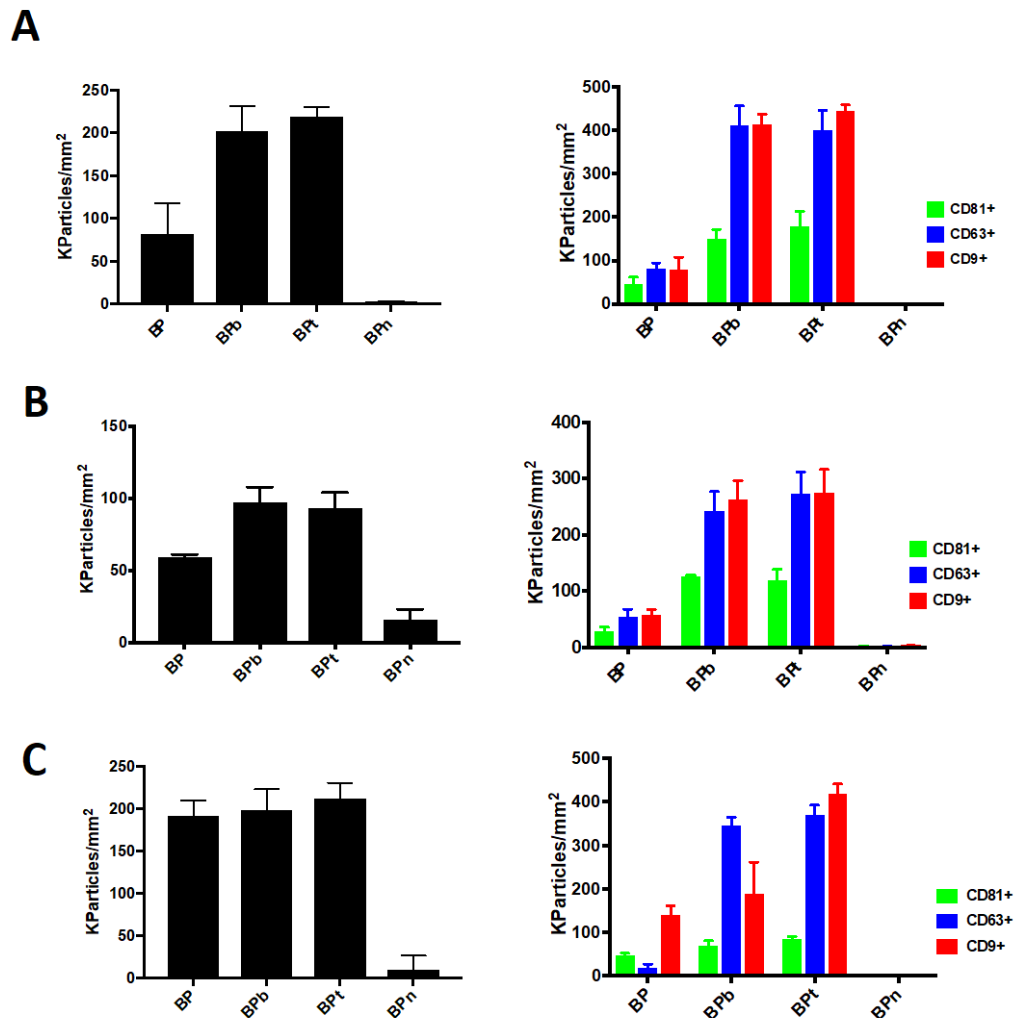 A
KParticles/mm²
250
200
150
100
50
0
BP
BPb
BPt
BPn
KParticles/mm²
500
400
300
200
100
0
BP
BPb
BPt
BPn
CD81+
CD63+
CD9+
B
KParticles/mm²
150
100
50
0
BP
BPb
BPt
BPn
KParticles/mm²
400
300
200
100
0
BP
BPb
BPt
BPn
CD81+
CD63+
CD9+
C
KParticles/mm²
250
200
150
100
50
0
BP
BPb
BPt
BPn
KParticles/mm²
500
400
300
200
100
0
BP
BPb
BPt
BPn
CD81+
CD63+
CD9+